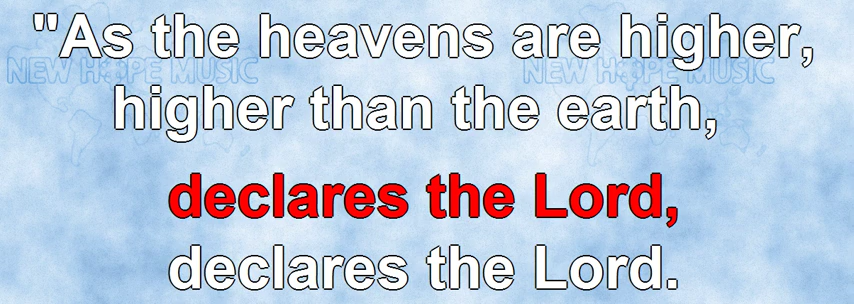 "As the heavens are higher,
NEW HOPE MUSIC NEW HOPE MUSIC
higher than the earth,
declares the Lord,
declares the Lord.